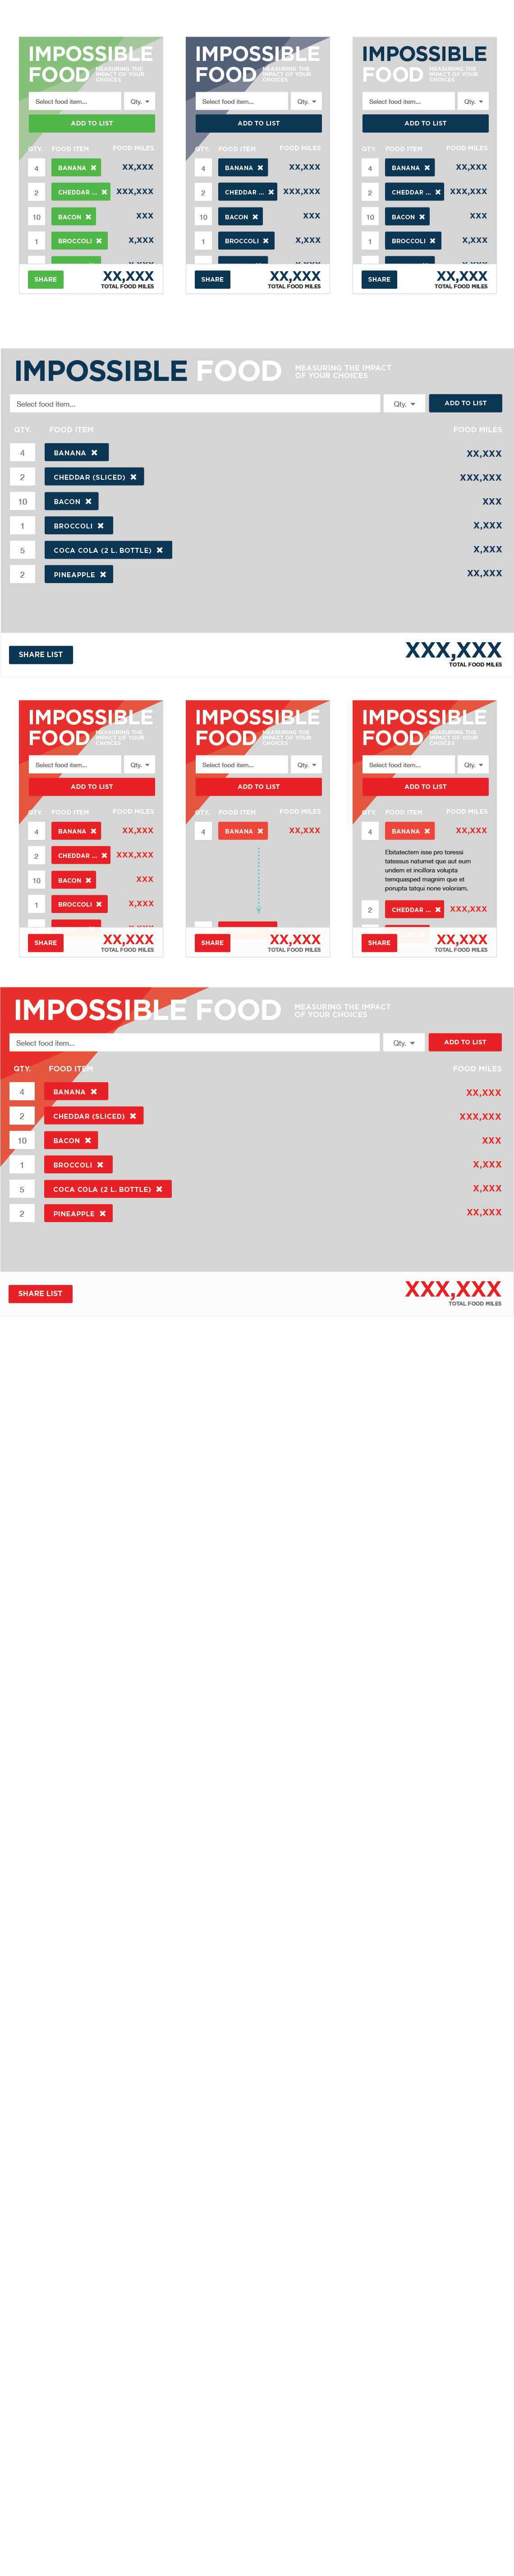 IMPOSSIBLE
FOOD MEASURING THE
IMPACT OF YOUR
CHOICES
Select food item... Qty.
ADD TO LIST
QTY. FOOD ITEM FOOD MILES
4 BANANA XX,XXX
2 CHEDDAR ... XXX,XXX
10 BACON XXX
1 BROCCOLI X,XXX
SHARE XX,XXX
TOTAL FOOD MILES
IMPOSSIBLE
FOOD MEASURING THE
IMPACT OF YOUR
CHOICES
Select food item... Qty.
ADD TO LIST
QTY. FOOD ITEM FOOD MILES
4 BANANA XX,XXX
2 CHEDDAR ... XXX,XXX
10 BACON XXX
1 BROCCOLI X,XXX
SHARE XX,XXX
TOTAL FOOD MILES
IMPOSSIBLE
FOOD MEASURING THE
IMPACT OF YOUR
CHOICES
Select food item... Qty.
ADD TO LIST
QTY. FOOD ITEM FOOD MILES
4 BANANA XX,XXX
2 CHEDDAR ... XXX,XXX
10 BACON XXX
1 BROCCOLI X,XXX
SHARE XX,XXX
TOTAL FOOD MILES
IMPOSSIBLE FOOD MEASURING THE IMPACT
OF YOUR CHOICES
Select food item... Qty. ADD TO LIST
QTY. FOOD ITEM FOOD MILES
4 BANANA XX,XXX
2 CHEDDAR (SLICED) XXX,XXX
10 BACON XXX
1 BROCCOLI X,XXX
5 COCA COLA (2 L. BOTTLE) X,XXX
2 PINEAPPLE XX,XXX
SHARE LIST XXX,XXX
TOTAL FOOD MILES
IMPOSSIBLE
FOOD MEASURING THE
IMPACT OF YOUR
CHOICES
Select food item... Qty.
ADD TO LIST
QTY. FOOD ITEM FOOD MILES
4 BANANA XX,XXX
2 CHEDDAR ... XXX,XXX
10 BACON XXX
1 BROCCOLI X,XXX
SHARE XX,XXX
TOTAL FOOD MILES
IMPOSSIBLE
FOOD MEASURING THE
IMPACT OF YOUR
CHOICES
Select food item... Qty.
ADD TO LIST
QTY. FOOD ITEM FOOD MILES
4 BANANA XX,XXX
SHARE XX,XXX
TOTAL FOOD MILES
IMPOSSIBLE
FOOD MEASURING THE
IMPACT OF YOUR
CHOICES
Select food item... Qty.
ADD TO LIST
QTY. FOOD ITEM FOOD MILES
4 BANANA XX,XXX
Ebitatectem isse pro toressi
tatessus naturnet que aut eum
undem et incillora volupta
temquasped magnim que et
porupta tatqui none voloriam.
2 CHEDDAR ... XXX,XXX
SHARE XX,XXX
TOTAL FOOD MILES
IMPOSSIBLE FOOD MEASURING THE IMPACT
OF YOUR CHOICES
Select food item... Qty. ADD TO LIST
QTY. FOOD ITEM FOOD MILES
4 BANANA XX,XXX
2 CHEDDAR (SLICED) XXX,XXX
10 BACON XXX
1 BROCCOLI X,XXX
5 COCA COLA (2 L. BOTTLE) X,XXX
2 PINEAPPLE XX,XXX
SHARE LIST XXX,XXX
TOTAL FOOD MILES